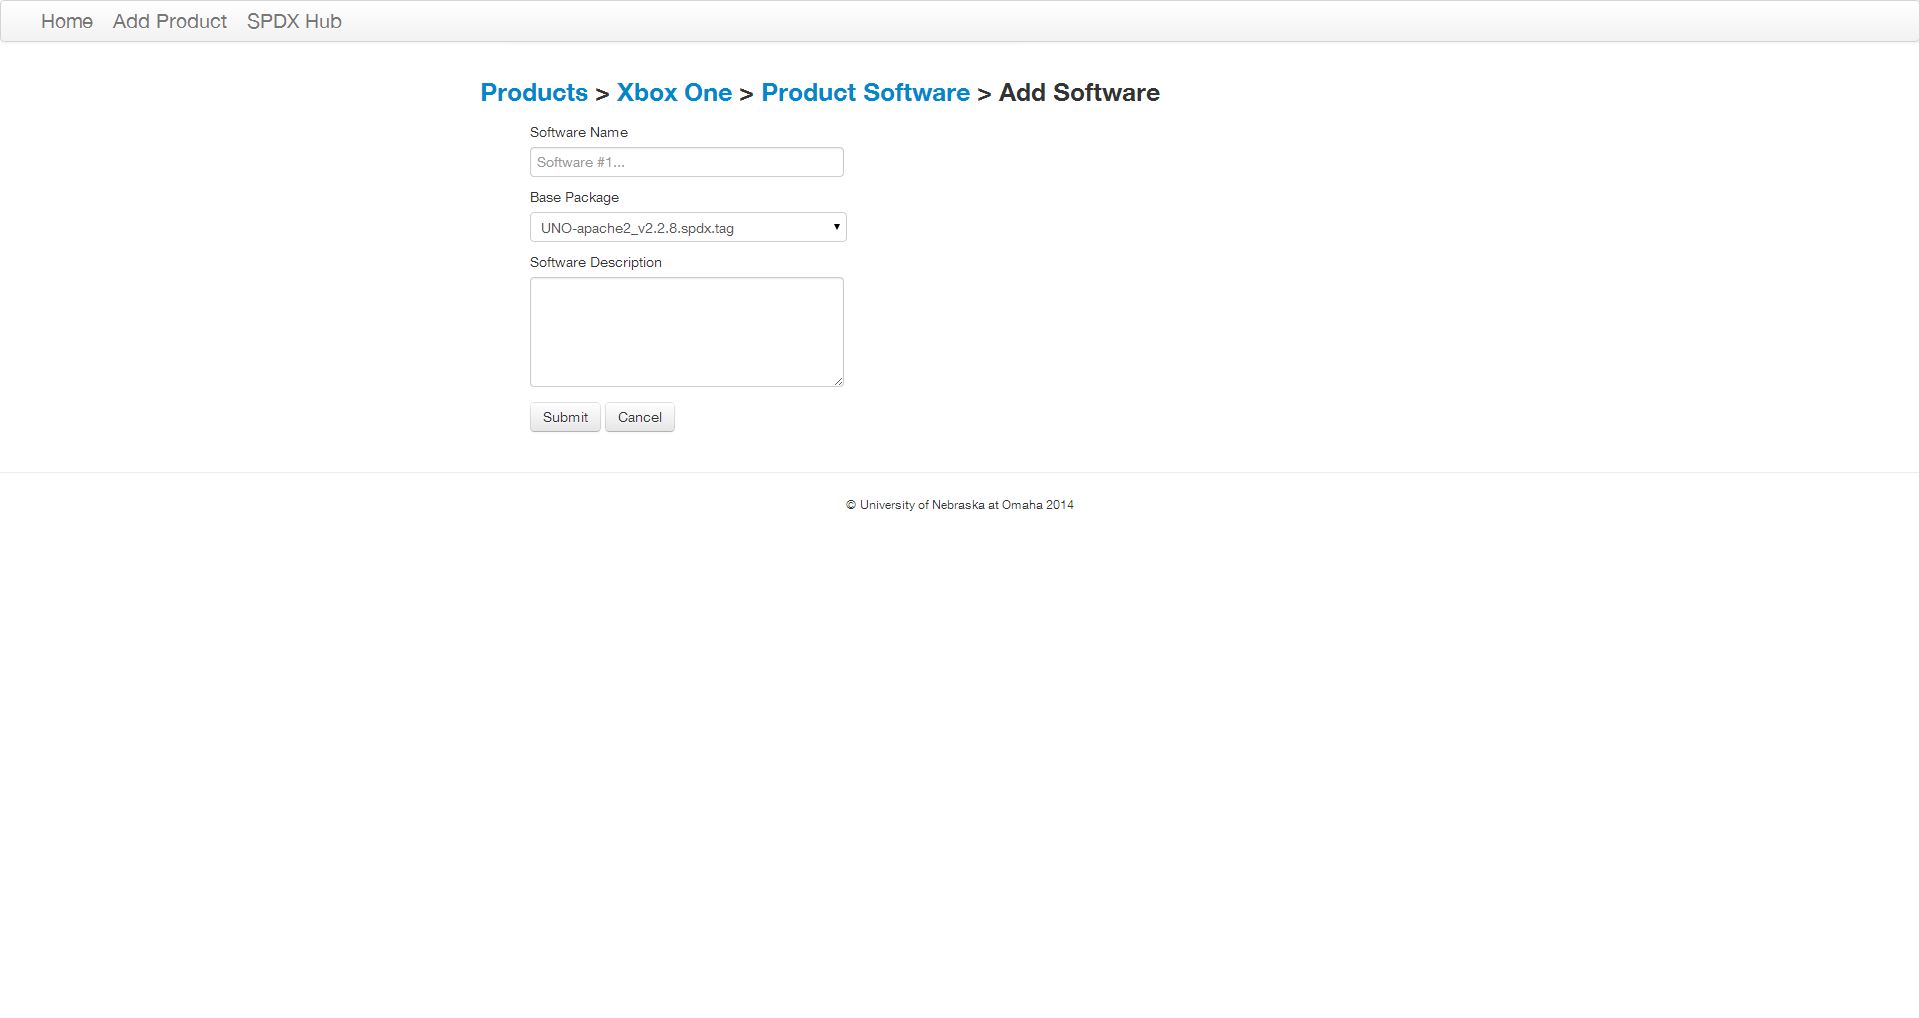 Home Add Product SPDX Hub
Products > Xbox One > Product Software > Add Software
Software Name
Software #1...
Base Package
UNO-apache2_v2.2.8.spdx.tag
Software Description
Submit Cancel
© University of Nebraska at Omaha 2014